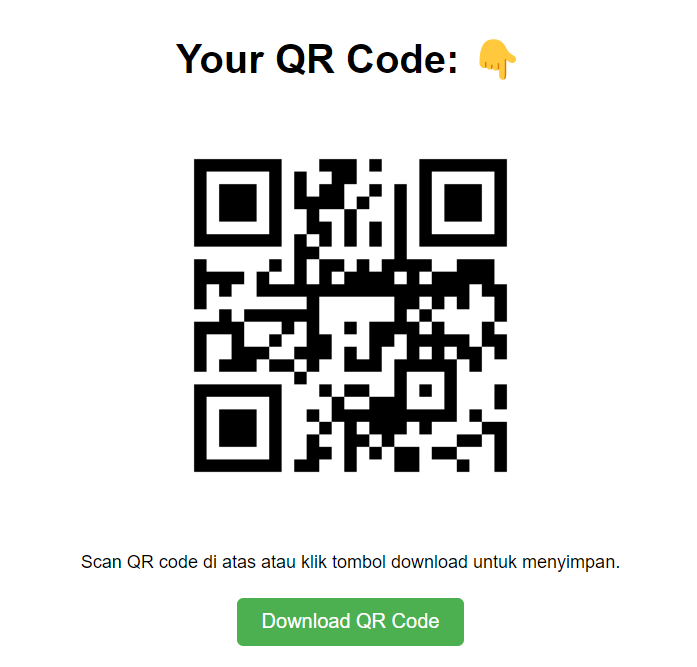 Your QR Code: 👇
Scan QR code di atas atau klik tombol download untuk menyimpan.
Download QR Code